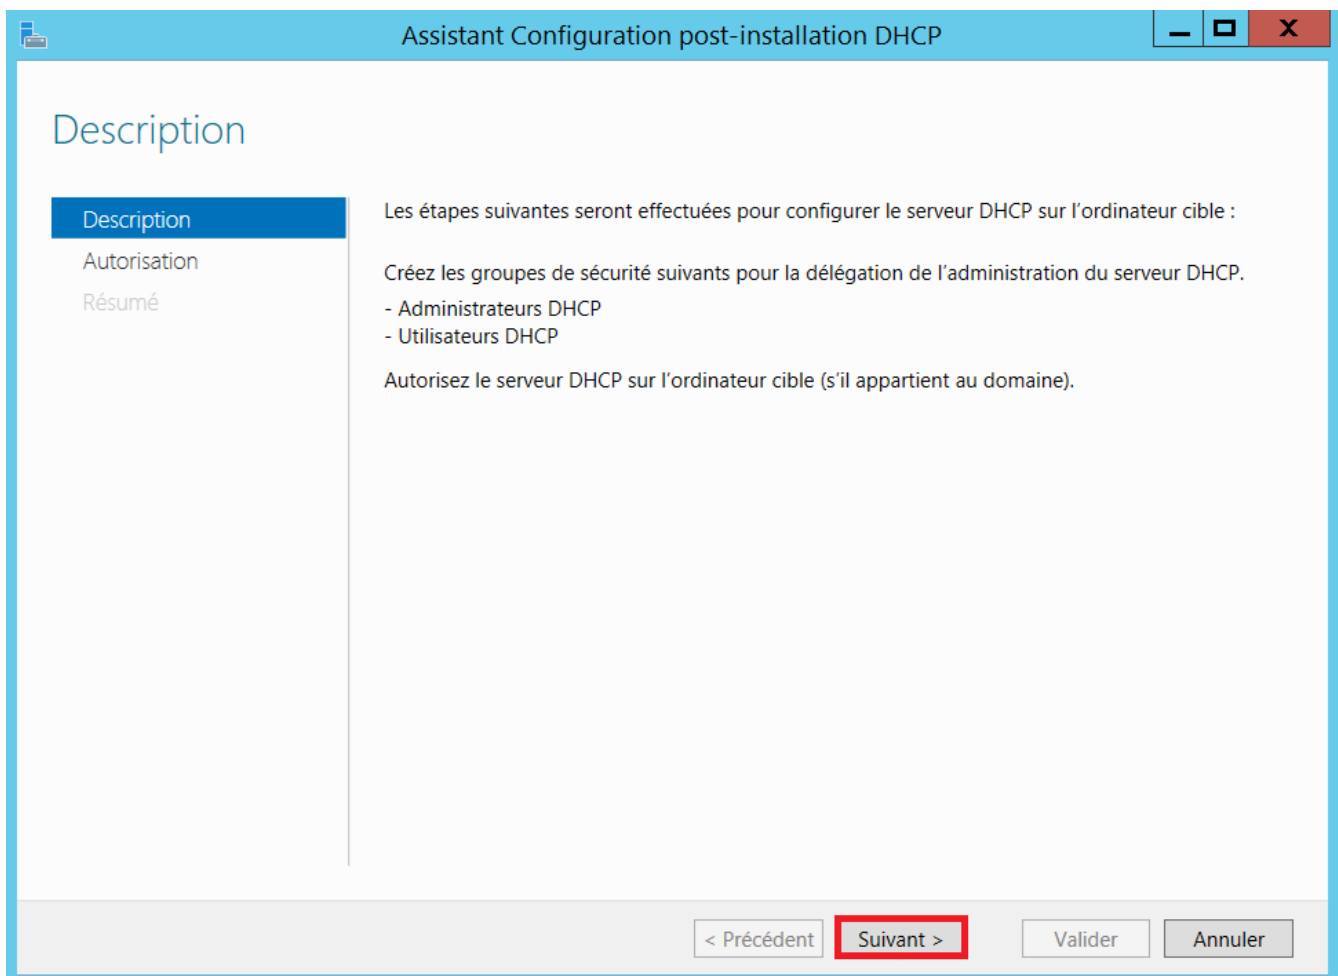 Assistant Configuration post-installation DHCP
X
Description
Description
Autorisation
Résumé
Les étapes suivantes seront effectuées pour configurer le serveur DHCP sur l'ordinateur cible :
Créez les groupes de sécurité suivants pour la délégation de l'administration du serveur DHCP.
- Administrateurs DHCP
- Utilisateurs DHCP
Autorisez le serveur DHCP sur l'ordinateur cible (s'il appartient au domaine).
< Précédent Suivant > Valider Annuler